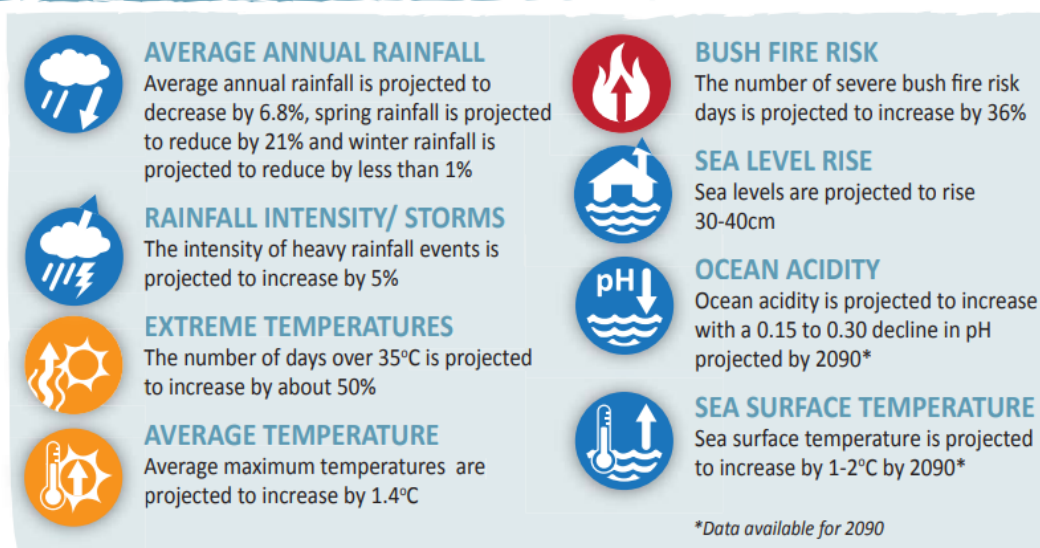 AVERAGE ANNUAL RAINFALL
Average annual rainfall is projected to
decrease by 6.8%, spring rainfall is projected
to reduce by 21% and winter rainfall is
projected to reduce by less than 1%
RAINFALL INTENSITY/ STORMS
The intensity of heavy rainfall events is
projected to increase by 5%
EXTREME TEMPERATURES
The number of days over 35°C is projected
to increase by about 50%
AVERAGE TEMPERATURE
Average maximum temperatures are
projected to increase by 1.4°C
BUSH FIRE RISK
The number of severe bush fire risk
days is projected to increase by 36%
SEA LEVEL RISE
Sea levels are projected to rise
30-40cm
pH
OCEAN ACIDITY
Ocean acidity is projected to increase
with a 0.15 to 0.30 decline in pH
projected by 2090*
SEA SURFACE TEMPERATURE
Sea surface temperature is projected
to increase by 1-2°C by 2090*
*Data available for 2090